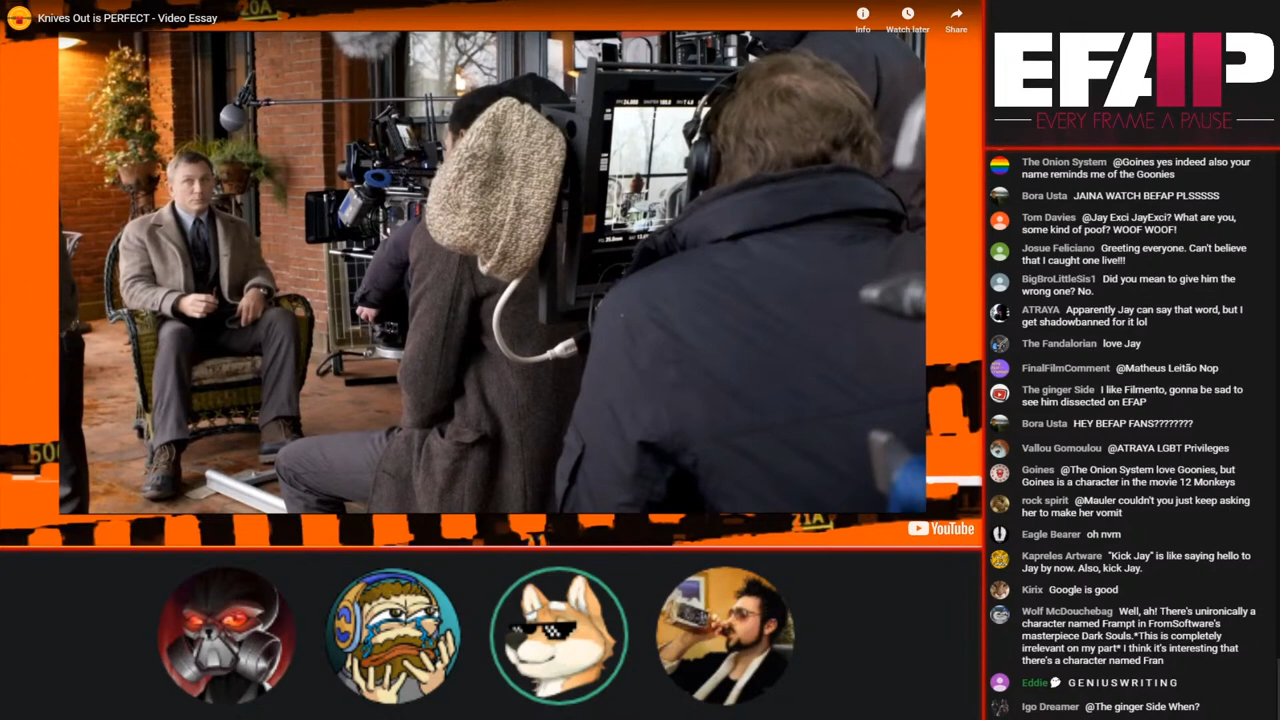 Knives Out is PERFECT - Video Essay
20A
Info
Watch later
Share
EFAP
EVERY FRAME A PAUSE
The Onion System @Goines yes indeed also your
name reminds me of the Goonies
Bora Usta JAINA WATCH BEFAP PLSSSSS
Tom Davies @Jay Exci JayExci? What are you,
some kind of poof? WOOF WOOF!
Josue Feliciano Greeting everyone. Can't believe
that I caught one live!!!
BigBroLittleSis1 Did you mean to give him the
wrong one? No.
ATRAYA Apparently Jay can say that word, but I
get shadowbanned for it lol
The Fandalorian love Jay
FinalFilmComment @Matheus Leitão Nop
The ginger Side I like Filmento, gonna be sad to
see him dissected on EFAP
Bora Usta HEY BEFAP FANS????????
Vallou Gomoulou @ATRAYA LGBT Privileges
Goines @The Onion System love Goonies, but
Goines is a character in the movie 12 Monkeys
rock spirit @Mauler couldn't you just keep asking
her to make her vomit
Eagle Bearer oh nvm
Kapreles Artware "Kick Jay" is like saying hello to
Jay by now. Also, kick Jay.
Kirix Google is good
Wolf McDouchebag Well, ah! There's unironically a
character named Frampt in FromSoftware's
masterpiece Dark Souls.*This is completely
irrelevant on my part* I think it's interesting that
there's a character named Fran
Eddie G E N I U S W R I T I N G
Igo Dreamer @The ginger Side When?
500
21A
YouTube